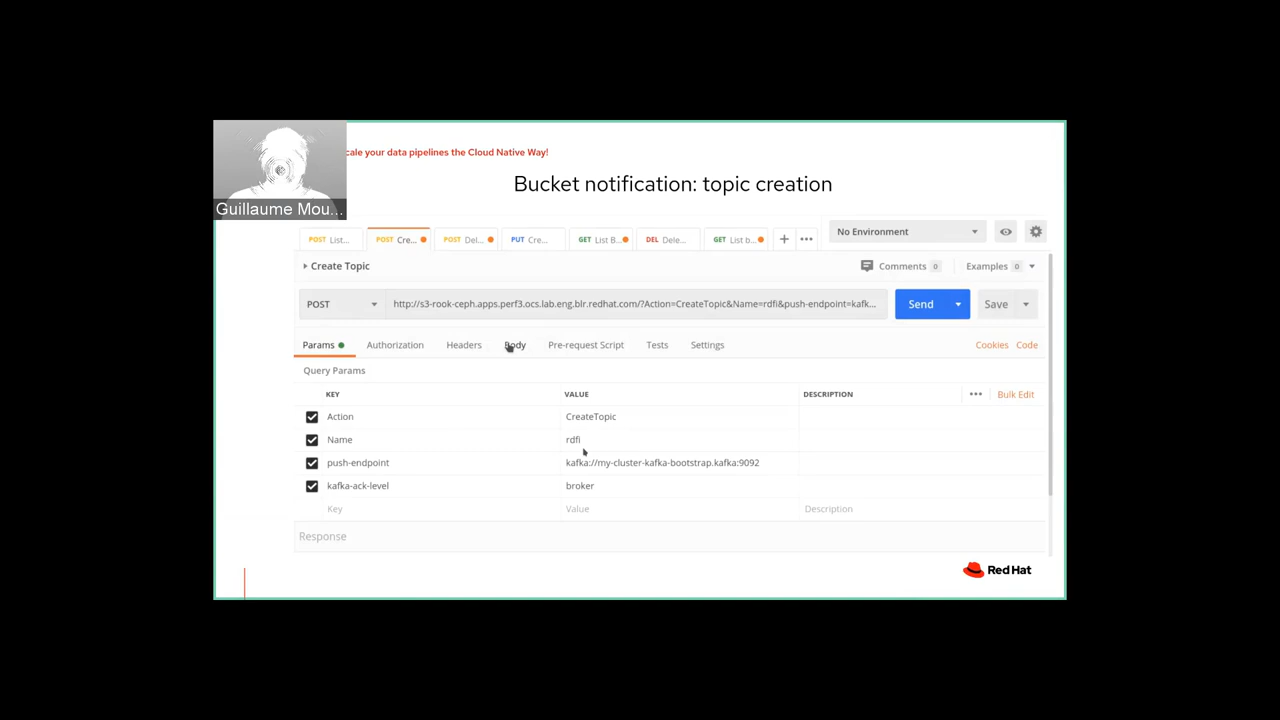 cale your data pipelines the Cloud Native Way!
Guillaume Mou...
Bucket notification: topic creation
POST List... POST Cre... POST Del... PUT Cre... GET List B... DEL Dele... GET List b... + ••• No Environment
Create Topic Comments 0 Examples 0
POST http://s3-rook-ceph.apps.perf3.ocs.lab.eng.blr.redhat.com/?Action=CreateTopic&Name=rdfi&push-endpoint=kafk... Send Save
Params Authorization Headers Body Pre-request Script Tests Settings Cookies Code
Query Params
KEY VALUE DESCRIPTION ••• Bulk Edit
Action CreateTopic
Name rdfi
push-endpoint kafka://my-cluster-kafka-bootstrap.kafka:9092
kafka-ack-level broker
Key Value Description
Response
Red Hat